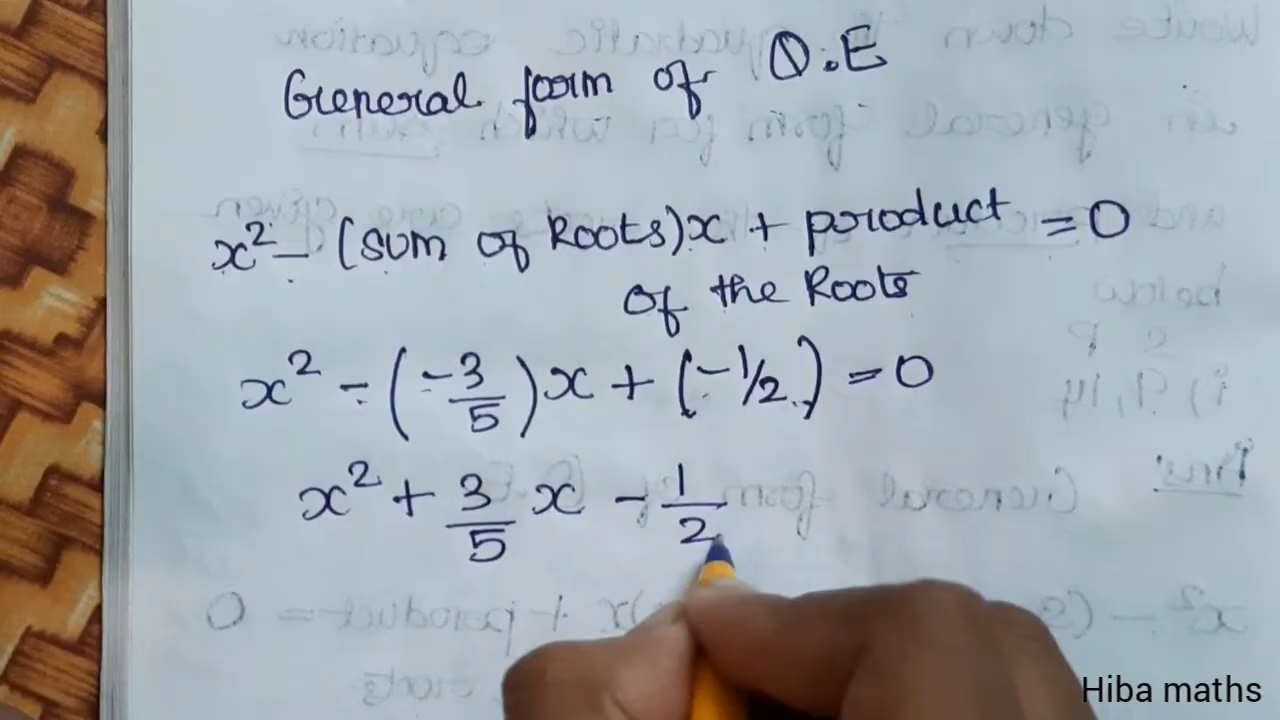 General form of Q.E
x² - (sum of Roots)x + product = 0
of the Roots
x² - (-3/5)x + (-1/2) = 0
x² + 3/5 x - 1/2
Hiba maths